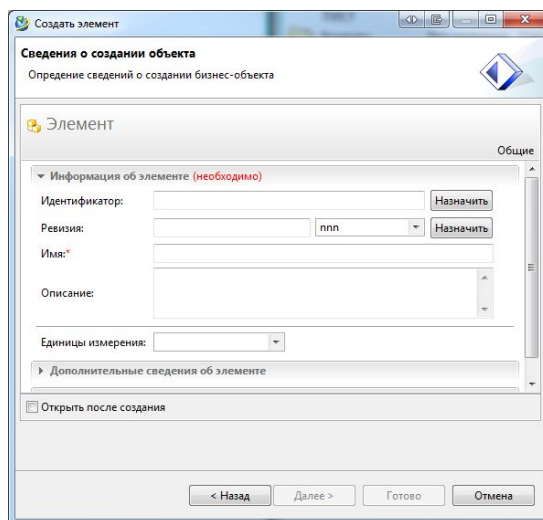 Создать элемент
Сведения о создании объекта
Опредение сведений о создании бизнес-объекта
Элемент
Общие
Информация об элементе (необходимо)
Идентификатор:
Назначить
Ревизия:
nnn
Назначить
Имя:*
Описание:
Единицы измерения:
Дополнительные сведения об элементе
Открыть после создания
< Назад
Далее >
Готово
Отмена